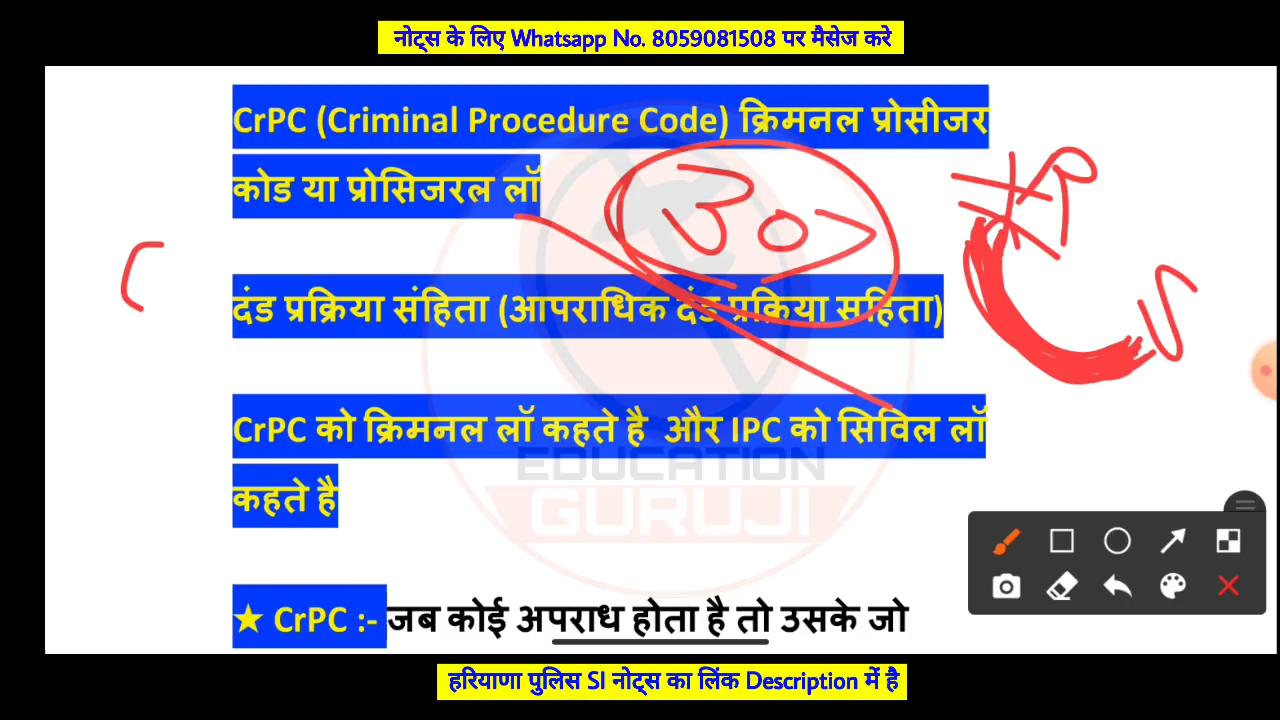 नोट्स के लिए Whatsapp No. 8059081508 पर मैसेज करे
CrPC (Criminal Procedure Code) क्रिमनल प्रोसीजर
कोड या प्रोसिजरल लॉ
दंड प्रक्रिया संहिता (आपराधिक दंड प्रक्रिया सहिता)
CrPC को क्रिमनल लॉ कहते है और IPC को सिविल लॉ
कहते है
EDUCATION
GURUJI
★ CrPC :- जब कोई अपराध होता है तो उसके जो
हरियाणा पुलिस SI नोट्स का लिंक Description में है